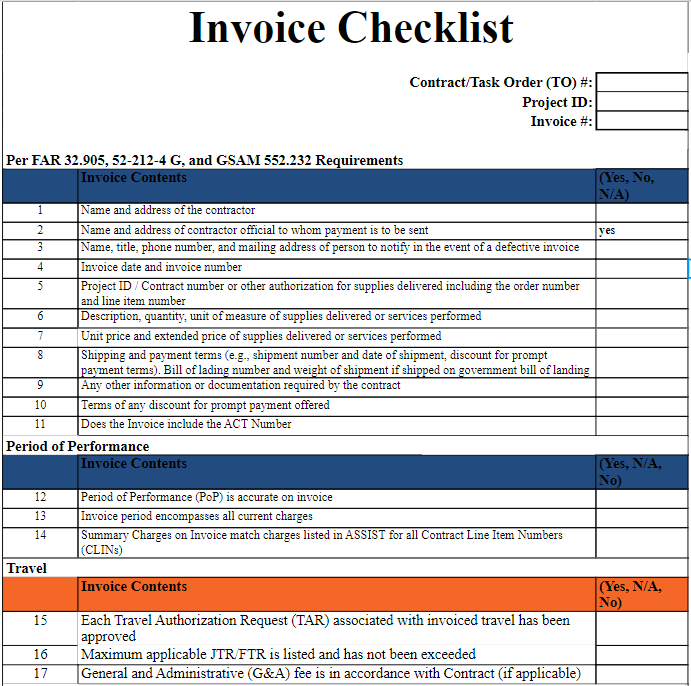 Invoice Checklist
Contract/Task Order (TO) #:
Project ID:
Invoice #:
Per FAR 32.905, 52-212-4 G, and GSAM 552.232 Requirements
Invoice Contents (Yes, No,
N/A)
1 Name and address of the contractor
2 Name and address of contractor official to whom payment is to be sent yes
3 Name, title, phone number, and mailing address of person to notify in the event of a defective invoice
4 Invoice date and invoice number
5 Project ID / Contract number or other authorization for supplies delivered including the order number
and line item number
6 Description, quantity, unit of measure of supplies delivered or services performed
7 Unit price and extended price of supplies delivered or services performed
8 Shipping and payment terms (e.g., shipment number and date of shipment, discount for prompt
payment terms). Bill of lading number and weight of shipment if shipped on government bill of landing
9 Any other information or documentation required by the contract
10 Terms of any discount for prompt payment offered
11 Does the Invoice include the ACT Number
Period of Performance
Invoice Contents (Yes, N/A,
No)
12 Period of Performance (PoP) is accurate on invoice
13 Invoice period encompasses all current charges
14 Summary Charges on Invoice match charges listed in ASSIST for all Contract Line Item Numbers
(CLINs)
Travel
Invoice Contents (Yes, N/A,
No)
15 Each Travel Authorization Request (TAR) associated with invoiced travel has been
approved
16 Maximum applicable JTR/FTR is listed and has not been exceeded
17 General and Administrative (G&A) fee is in accordance with Contract (if applicable)